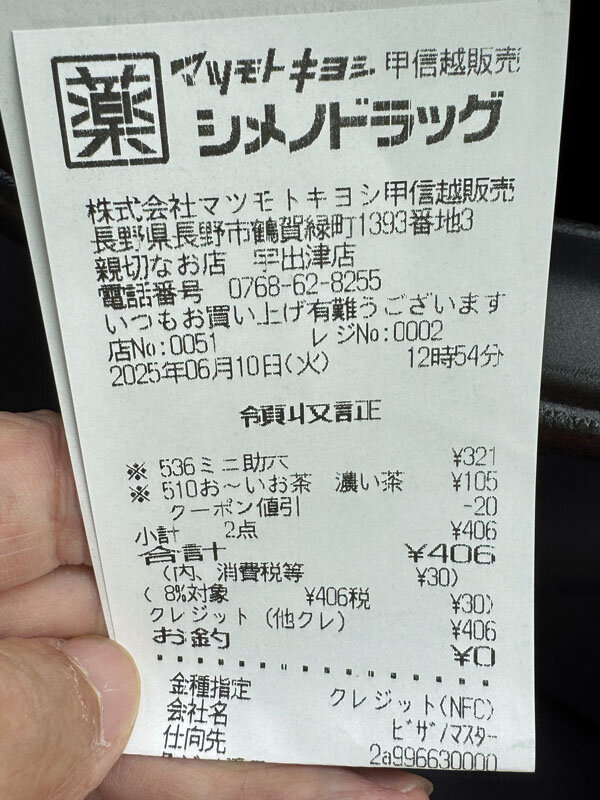 薬 マツモトキヨシ 甲信越販売
シメノドラッグ
株式会社マツモトキヨシ甲信越販売
長野県長野市鶴賀緑町1393番地3
親切なお店 宇出津店
電話番号 0768-62-8255
いつもお買い上げ有難うございます
店No:0051 レジNo:0002
2025年06月10日(火) 12時54分
領収証
※ 536ミニ助六 ¥321
※ 510お~いお茶 濃い茶 ¥105
クーポン値引 -20
小計 2点 ¥406
合計 ¥406
(内、消費税等 ¥30)
( 8%対象 ¥406税 ¥30)
クレジット(他クレ) ¥406
お釣 ¥0
金種指定 クレジット(NFC)
会社名 ビザ/マスター
仕向先 2a996630000